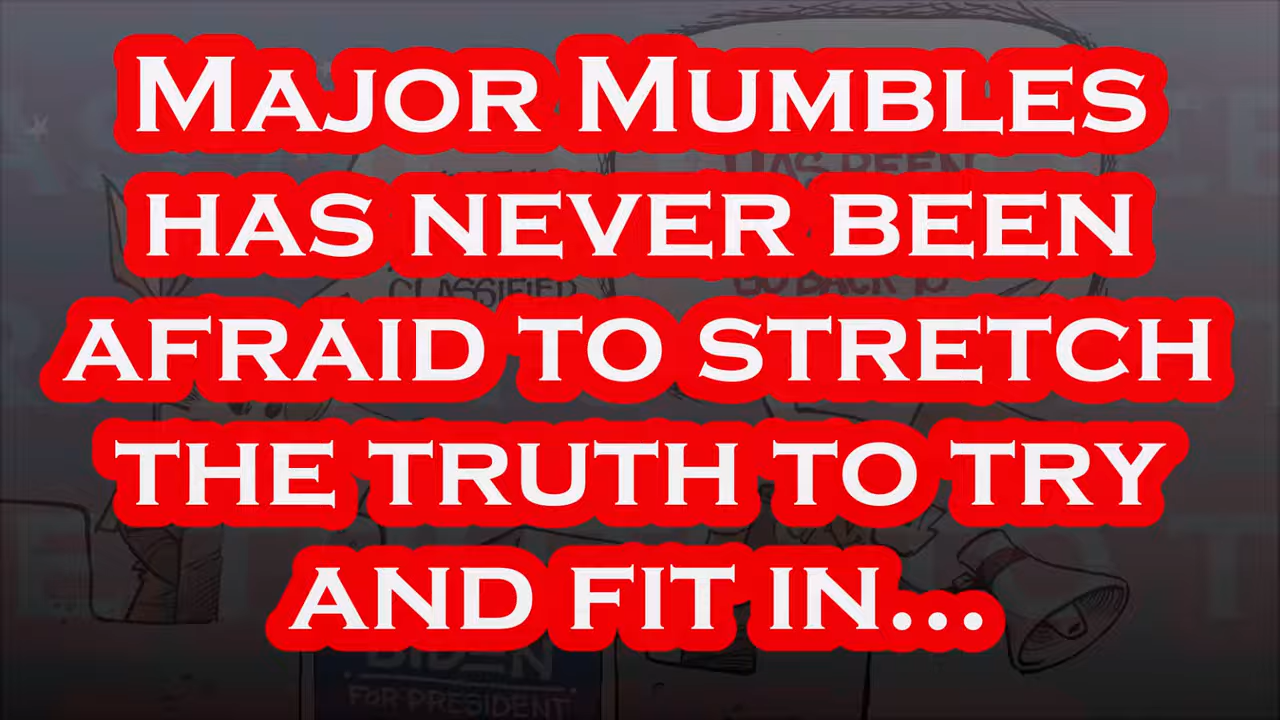 MAJOR MUMBLES
HAS NEVER BEEN
AFRAID TO STRETCH
THE TRUTH TO TRY
AND FIT IN...
HAS BEEN
CLASSIFIED
GO BACK TO
BIDEN
FOR PRESIDENT